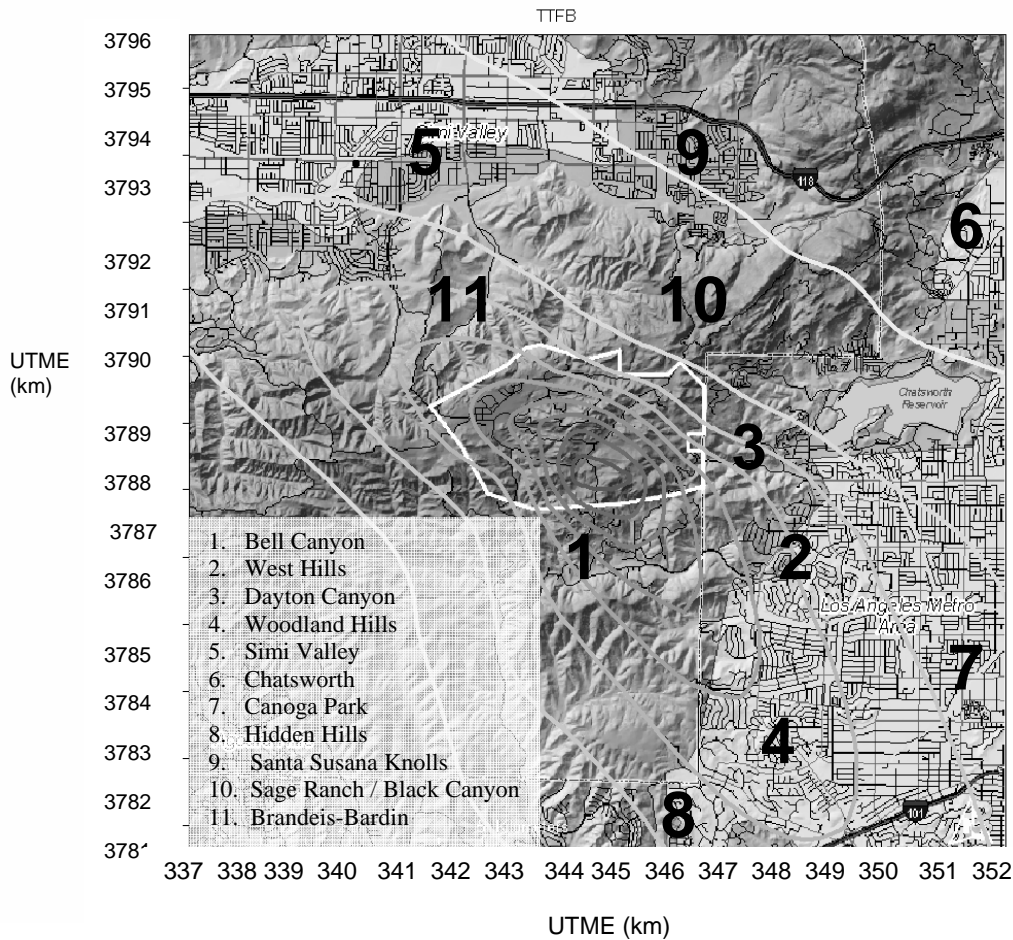 TTFB
3796
3795
3794
3793
3792
3791
3790
3789
3788
3787
3786
3785
3784
3783
3782
378
UTME
(km)
5
9
6
11
10
3
1
2
7
4
8
118
Chatsworth
Reservoir
Los Angeles Metro
Area
101
1. Bell Canyon
2. West Hills
3. Dayton Canyon
4. Woodland Hills
5. Simi Valley
6. Chatsworth
7. Canoga Park
8. Hidden Hills
9. Santa Susana Knolls
10. Sage Ranch / Black Canyon
11. Brandeis-Bardin
337 338 339 340 341 342 343 344 345 346 347 348 349 350 351 352
UTME (km)